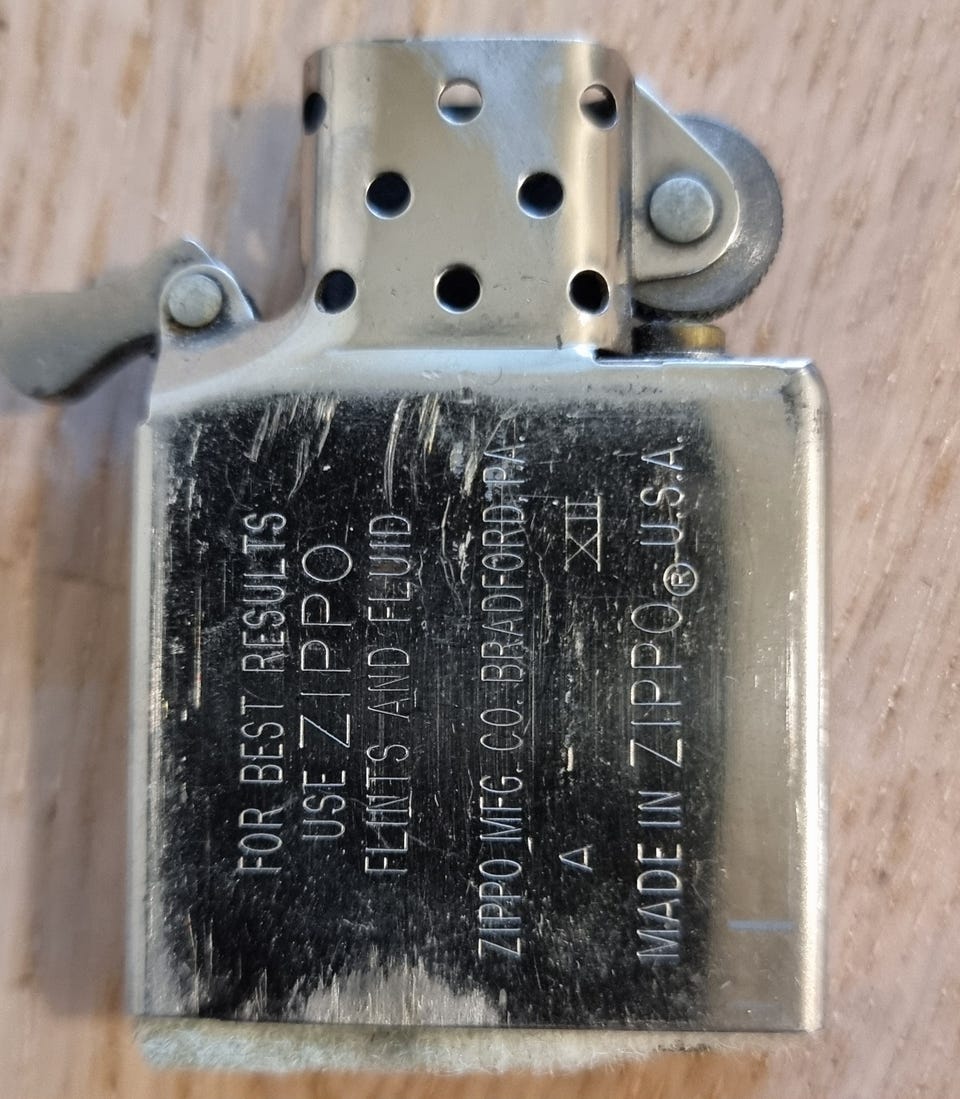 FOR BEST RESULTS
USE ZIPPO
FLINTS AND FLUID
ZIPPO MFG. CO. BRADFORD, PA.
A - XII
MADE IN ZIPPO® U.S.A.